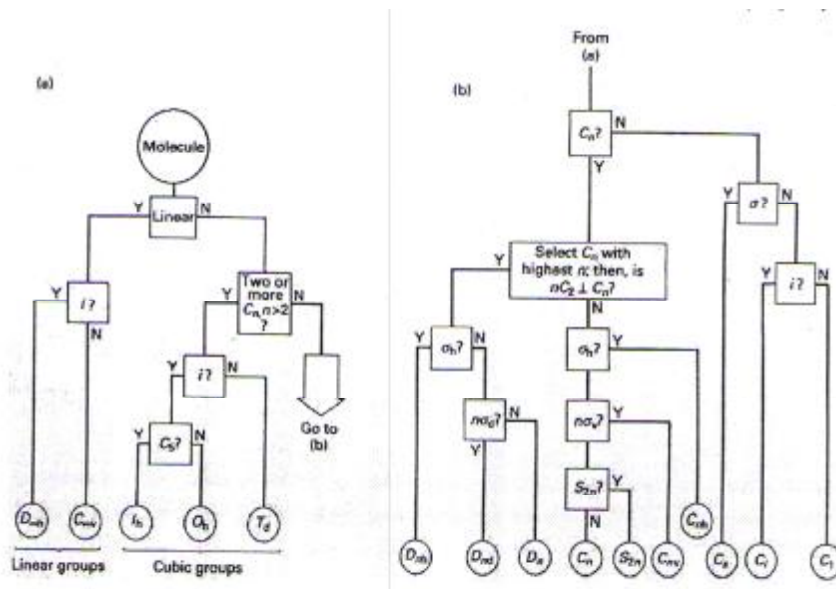 (a)
Molecule
Linear
Y
N
i?
Y
N
Two or
more
Cn, n>2
?
Y
N
i?
Y
N
C5?
Y
N
Go to
(b)
D∞h
C∞v
Ih
Oh
Td
Linear groups
Cubic groups
From
(a)
(b)
Cn?
N
Y
σ?
Y
N
i?
Y
N
Select Cn with
highest n; then, is
nC2 ⊥ Cn?
Y
N
σh?
Y
N
σh?
Y
nσd?
N
Y
nσv?
Y
S2n?
Y
N
Dnh
Dnd
Dn
Cn
S2n
Cnv
Cnh
Cs
Ci
C1